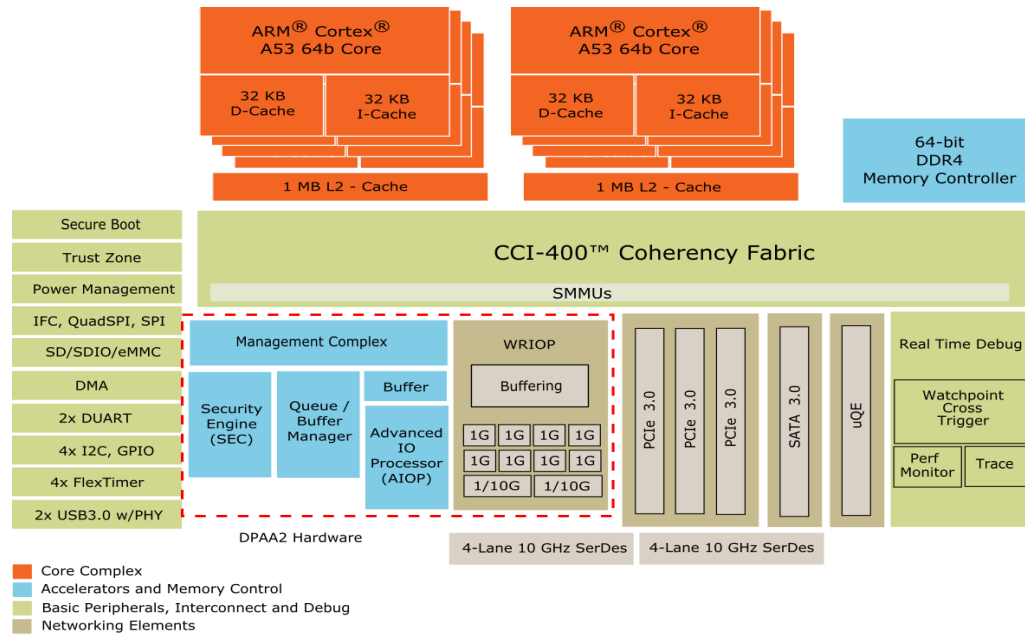 ARM® Cortex®
A53 64b Core
32 KB
D-Cache
32 KB
I-Cache
1 MB L2 - Cache
ARM® Cortex®
A53 64b Core
32 KB
D-Cache
32 KB
I-Cache
1 MB L2 - Cache
64-bit
DDR4
Memory Controller
Secure Boot
Trust Zone
Power Management
IFC, QuadSPI, SPI
SD/SDIO/eMMC
DMA
2x DUART
4x I2C, GPIO
4x FlexTimer
2x USB3.0 w/PHY
CCI-400™ Coherency Fabric
SMMUs
Management Complex
Security
Engine
(SEC)
Queue /
Buffer
Manager
Buffer
Advanced
IO
Processor
(AIOP)
WRIOP
Buffering
1G
1G
1G
1G
1G
1G
1G
1G
1/10G
1/10G
DPAA2 Hardware
PCIe 3.0
PCIe 3.0
PCIe 3.0
SATA 3.0
uQE
Real Time Debug
Watchpoint
Cross
Trigger
Perf
Monitor
Trace
4-Lane 10 GHz SerDes
4-Lane 10 GHz SerDes
Core Complex
Accelerators and Memory Control
Basic Peripherals, Interconnect and Debug
Networking Elements